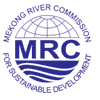 MEKONG RIVER COMMISSION
MRC
FOR SUSTAINABLE DEVELOPMENT